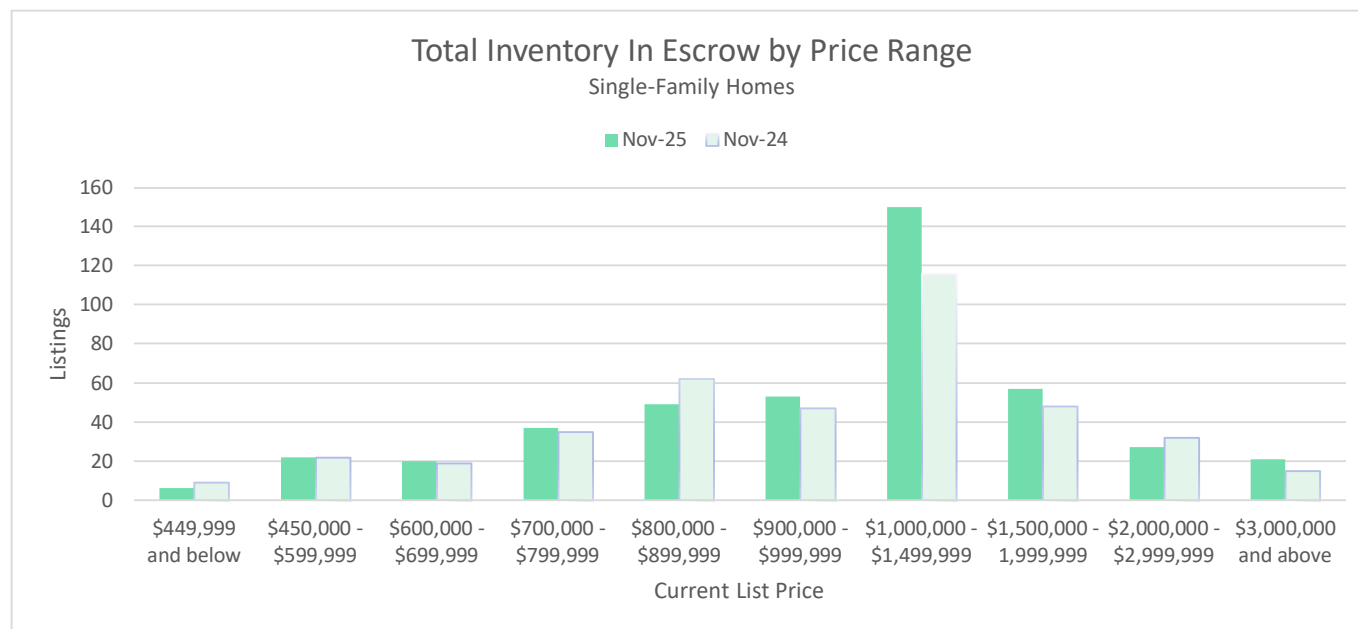 Total Inventory In Escrow by Price Range
Single-Family Homes
Nov-25 Nov-24
160
140
120
100
80
60
40
20
0
Listings
$449,999 and below
$450,000 - $599,999
$600,000 - $699,999
$700,000 - $799,999
$800,000 - $899,999
$900,000 - $999,999
$1,000,000 - $1,499,999
$1,500,000 - 1,999,999
$2,000,000 - $2,999,999
$3,000,000 and above
Current List Price